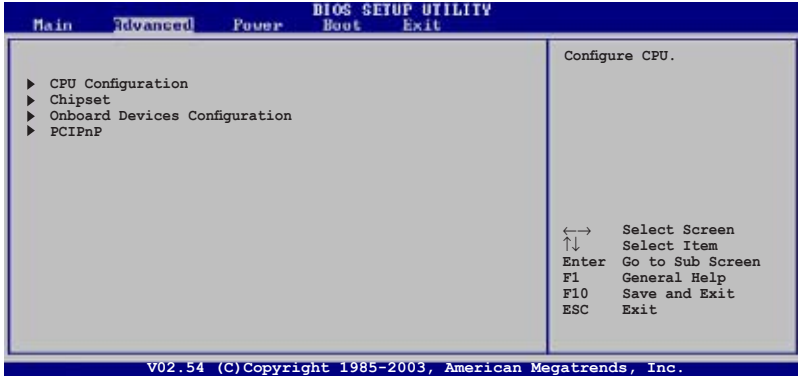 BIOS SETUP UTILITY
Main Advanced Power Boot Exit
Configure CPU.
▶ CPU Configuration
▶ Chipset
▶ Onboard Devices Configuration
▶ PCIPnP
←→ Select Screen
↑↓ Select Item
Enter Go to Sub Screen
F1 General Help
F10 Save and Exit
ESC Exit
V02.54 (C)Copyright 1985-2003, American Megatrends, Inc.